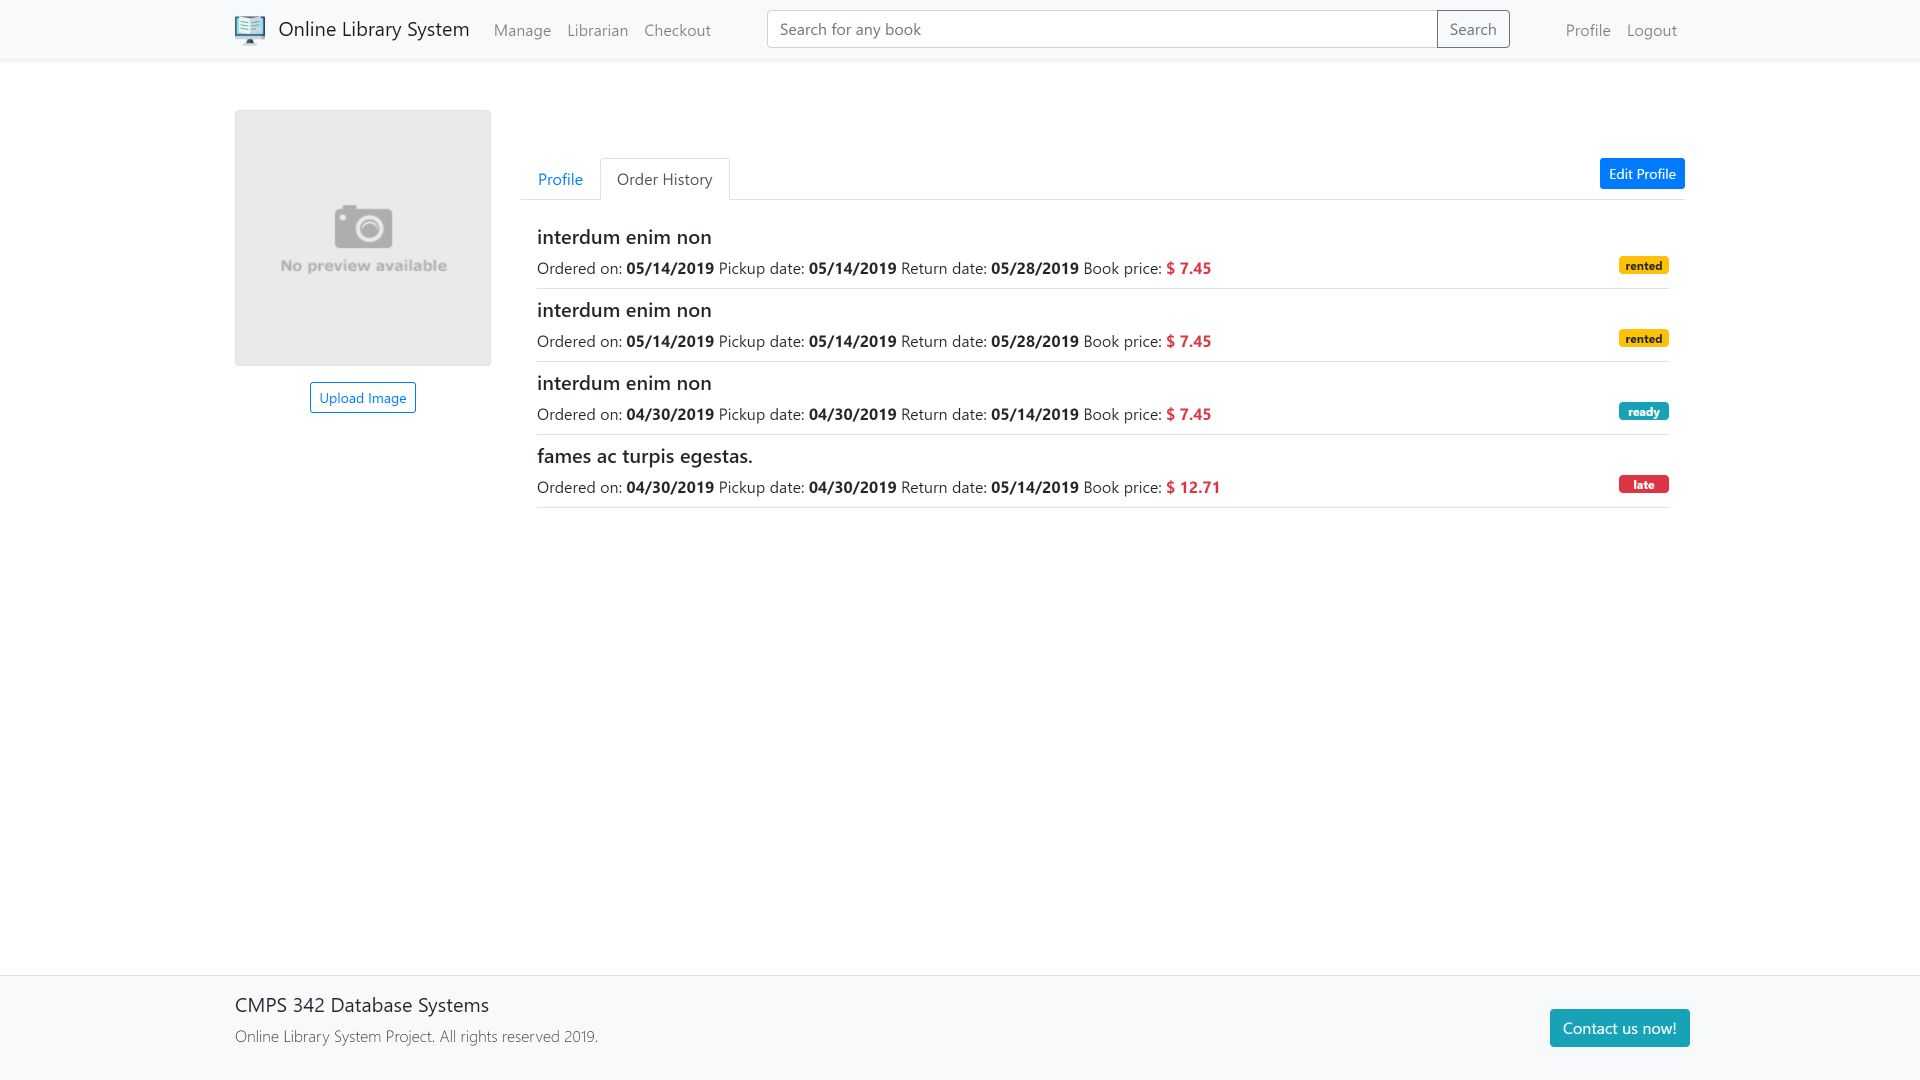 Online Library System Manage Librarian Checkout Search for any book Search Profile Logout
No preview available
Upload Image
Profile Order History Edit Profile
interdum enim non
Ordered on: 05/14/2019 Pickup date: 05/14/2019 Return date: 05/28/2019 Book price: $ 7.45 rented
interdum enim non
Ordered on: 05/14/2019 Pickup date: 05/14/2019 Return date: 05/28/2019 Book price: $ 7.45 rented
interdum enim non
Ordered on: 04/30/2019 Pickup date: 04/30/2019 Return date: 05/14/2019 Book price: $ 7.45 ready
fames ac turpis egestas.
Ordered on: 04/30/2019 Pickup date: 04/30/2019 Return date: 05/14/2019 Book price: $ 12.71 late
CMPS 342 Database Systems
Online Library System Project. All rights reserved 2019.
Contact us now!